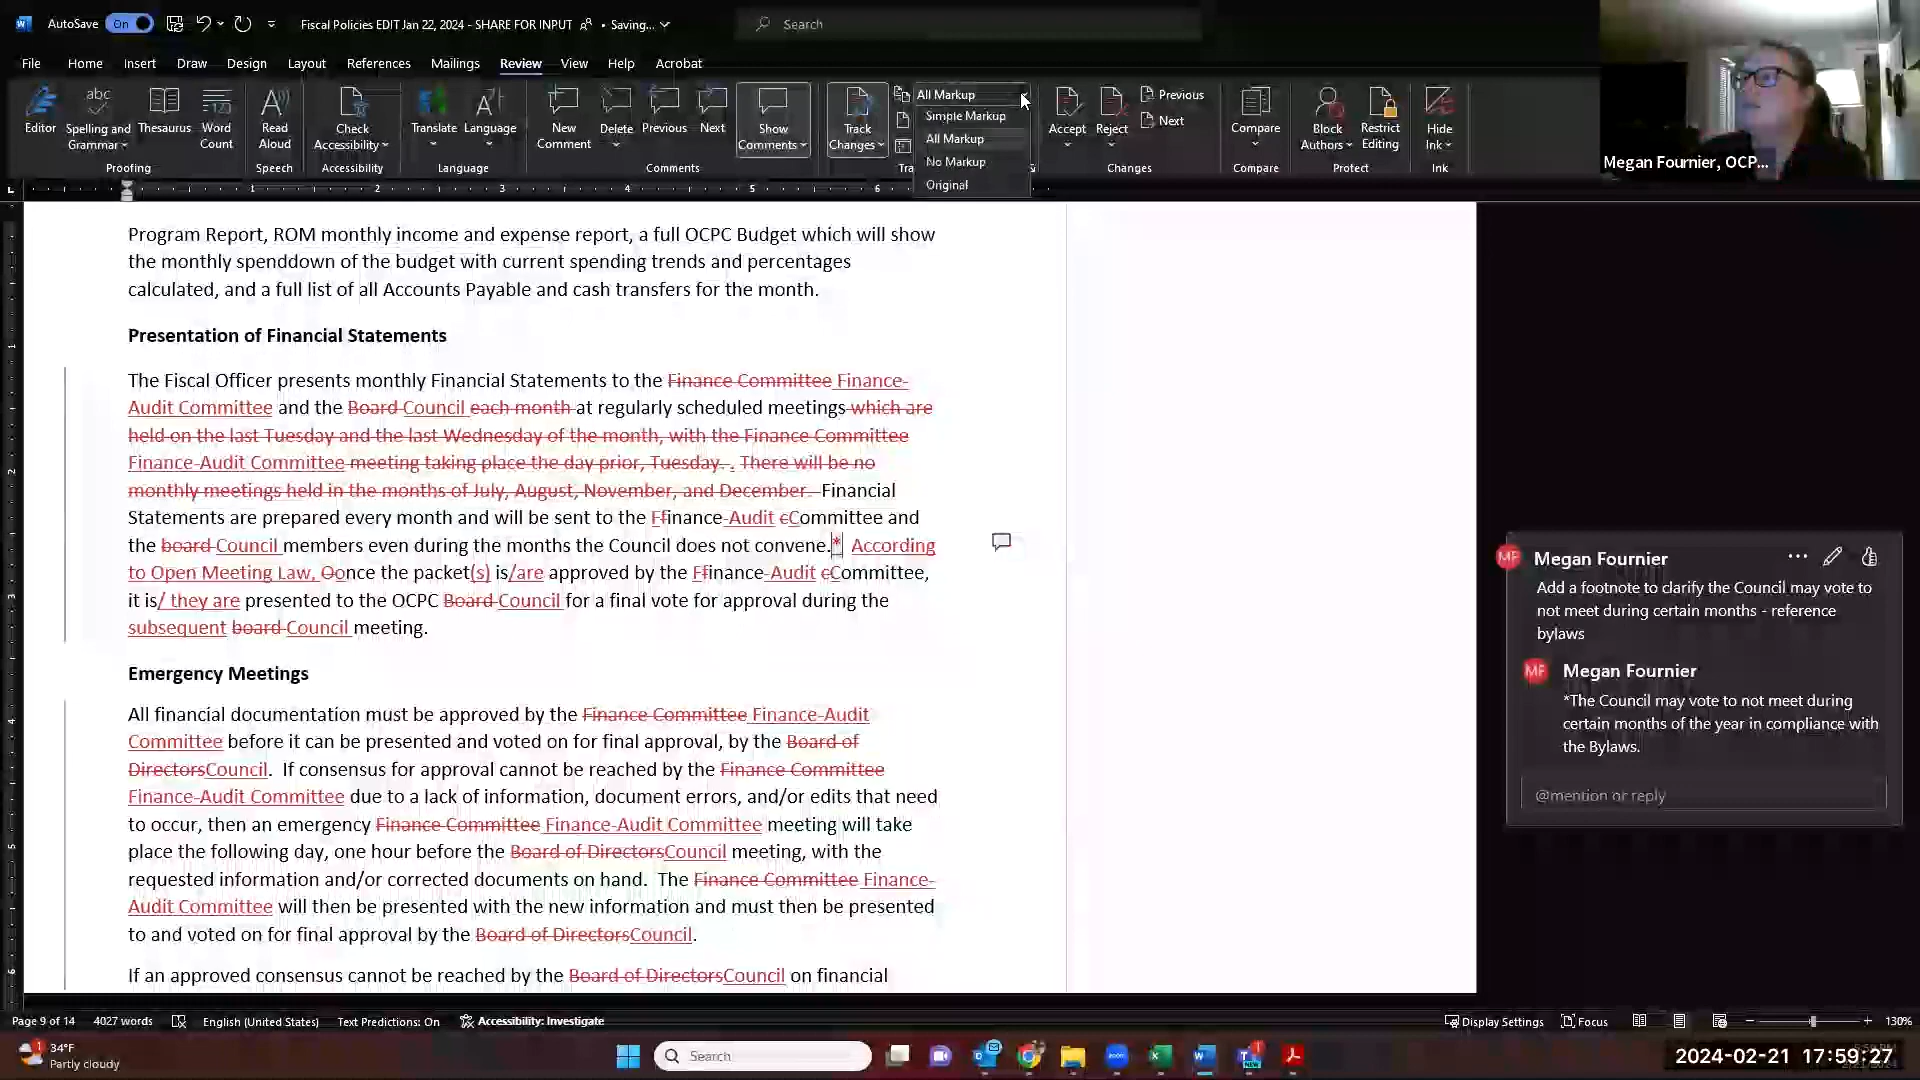 AutoSave On Fiscal Policies EDIT Jan 22, 2024 - SHARE FOR INPUT • Saving... Search
File Home Insert Draw Design Layout References Mailings Review View Help Acrobat
Editor Spelling and Grammar Thesaurus Word Count Read Aloud Check Accessibility Translate Language New Comment Delete Previous Next Show Comments Track Changes All Markup Accept Reject Previous Next Compare Block Authors Restrict Editing Hide Ink
Simple Markup
All Markup
No Markup
Original
Proofing Speech Accessibility Language Comments Changes Compare Protect Ink
Megan Fournier, OCP...
1 2 3 4 5 6
Program Report, ROM monthly income and expense report, a full OCPC Budget which will show
the monthly spenddown of the budget with current spending trends and percentages
calculated, and a full list of all Accounts Payable and cash transfers for the month.
Presentation of Financial Statements
The Fiscal Officer presents monthly Financial Statements to the Finance Committee Finance-
Audit Committee and the Board Council each month at regularly scheduled meetings which are
held on the last Tuesday and the last Wednesday of the month, with the Finance Committee
Finance-Audit Committee meeting taking place the day prior, Tuesday. . There will be no
monthly meetings held in the months of July, August, November, and December. Financial
Statements are prepared every month and will be sent to the Ffinance-Audit cCommittee and
the board Council members even during the months the Council does not convene.* According
to Open Meeting Law, Oonce the packet(s) is/are approved by the Ffinance-Audit cCommittee,
it is/ they are presented to the OCPC Board Council for a final vote for approval during the
subsequent board Council meeting.
Emergency Meetings
All financial documentation must be approved by the Finance Committee Finance-Audit
Committee before it can be presented and voted on for final approval, by the Board of
DirectorsCouncil. If consensus for approval cannot be reached by the Finance Committee
Finance-Audit Committee due to a lack of information, document errors, and/or edits that need
to occur, then an emergency Finance Committee Finance-Audit Committee meeting will take
place the following day, one hour before the Board of DirectorsCouncil meeting, with the
requested information and/or corrected documents on hand. The Finance Committee Finance-
Audit Committee will then be presented with the new information and must then be presented
to and voted on for final approval by the Board of DirectorsCouncil.
If an approved consensus cannot be reached by the Board of DirectorsCouncil on financial
MF Megan Fournier
Add a footnote to clarify the Council may vote to
not meet during certain months - reference
bylaws
MF Megan Fournier
*The Council may vote to not meet during
certain months of the year in compliance with
the Bylaws.
@mention or reply
Page 9 of 14 4027 words English (United States) Text Predictions: On Accessibility: Investigate Display Settings Focus 130%
34°F
Partly cloudy
Search
2024-02-21 17:59:27